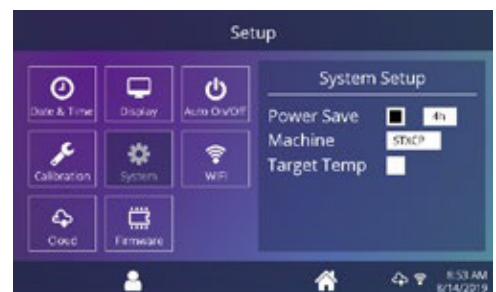 Setup
Date & Time
Display
Auto On/Off
Calibration
System
WiFi
Cloud
Firmware
System Setup
Power Save 4h
Machine STXCP
Target Temp
8:53 AM
8/14/2019